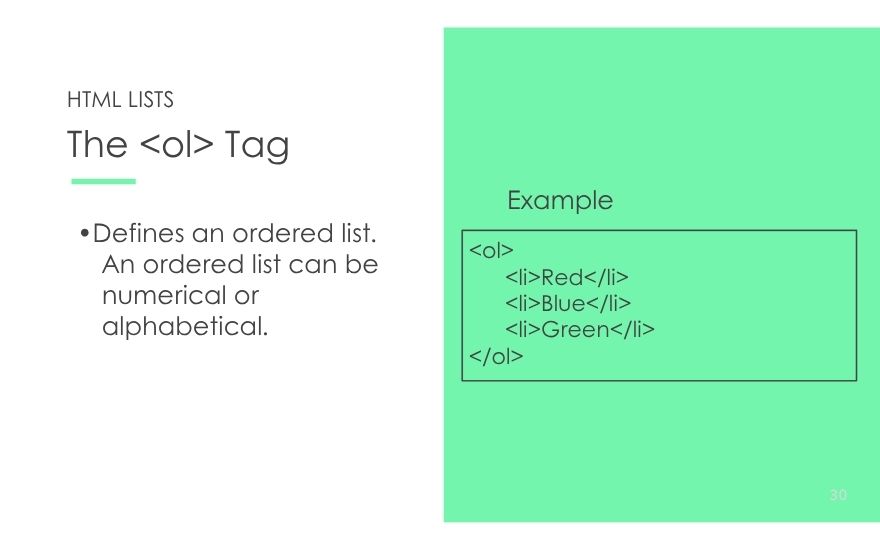 HTML LISTS
The <ol> Tag
•Defines an ordered list.
An ordered list can be
numerical or
alphabetical.
Example
<ol>
<li>Red</li>
<li>Blue</li>
<li>Green</li>
</ol>
30